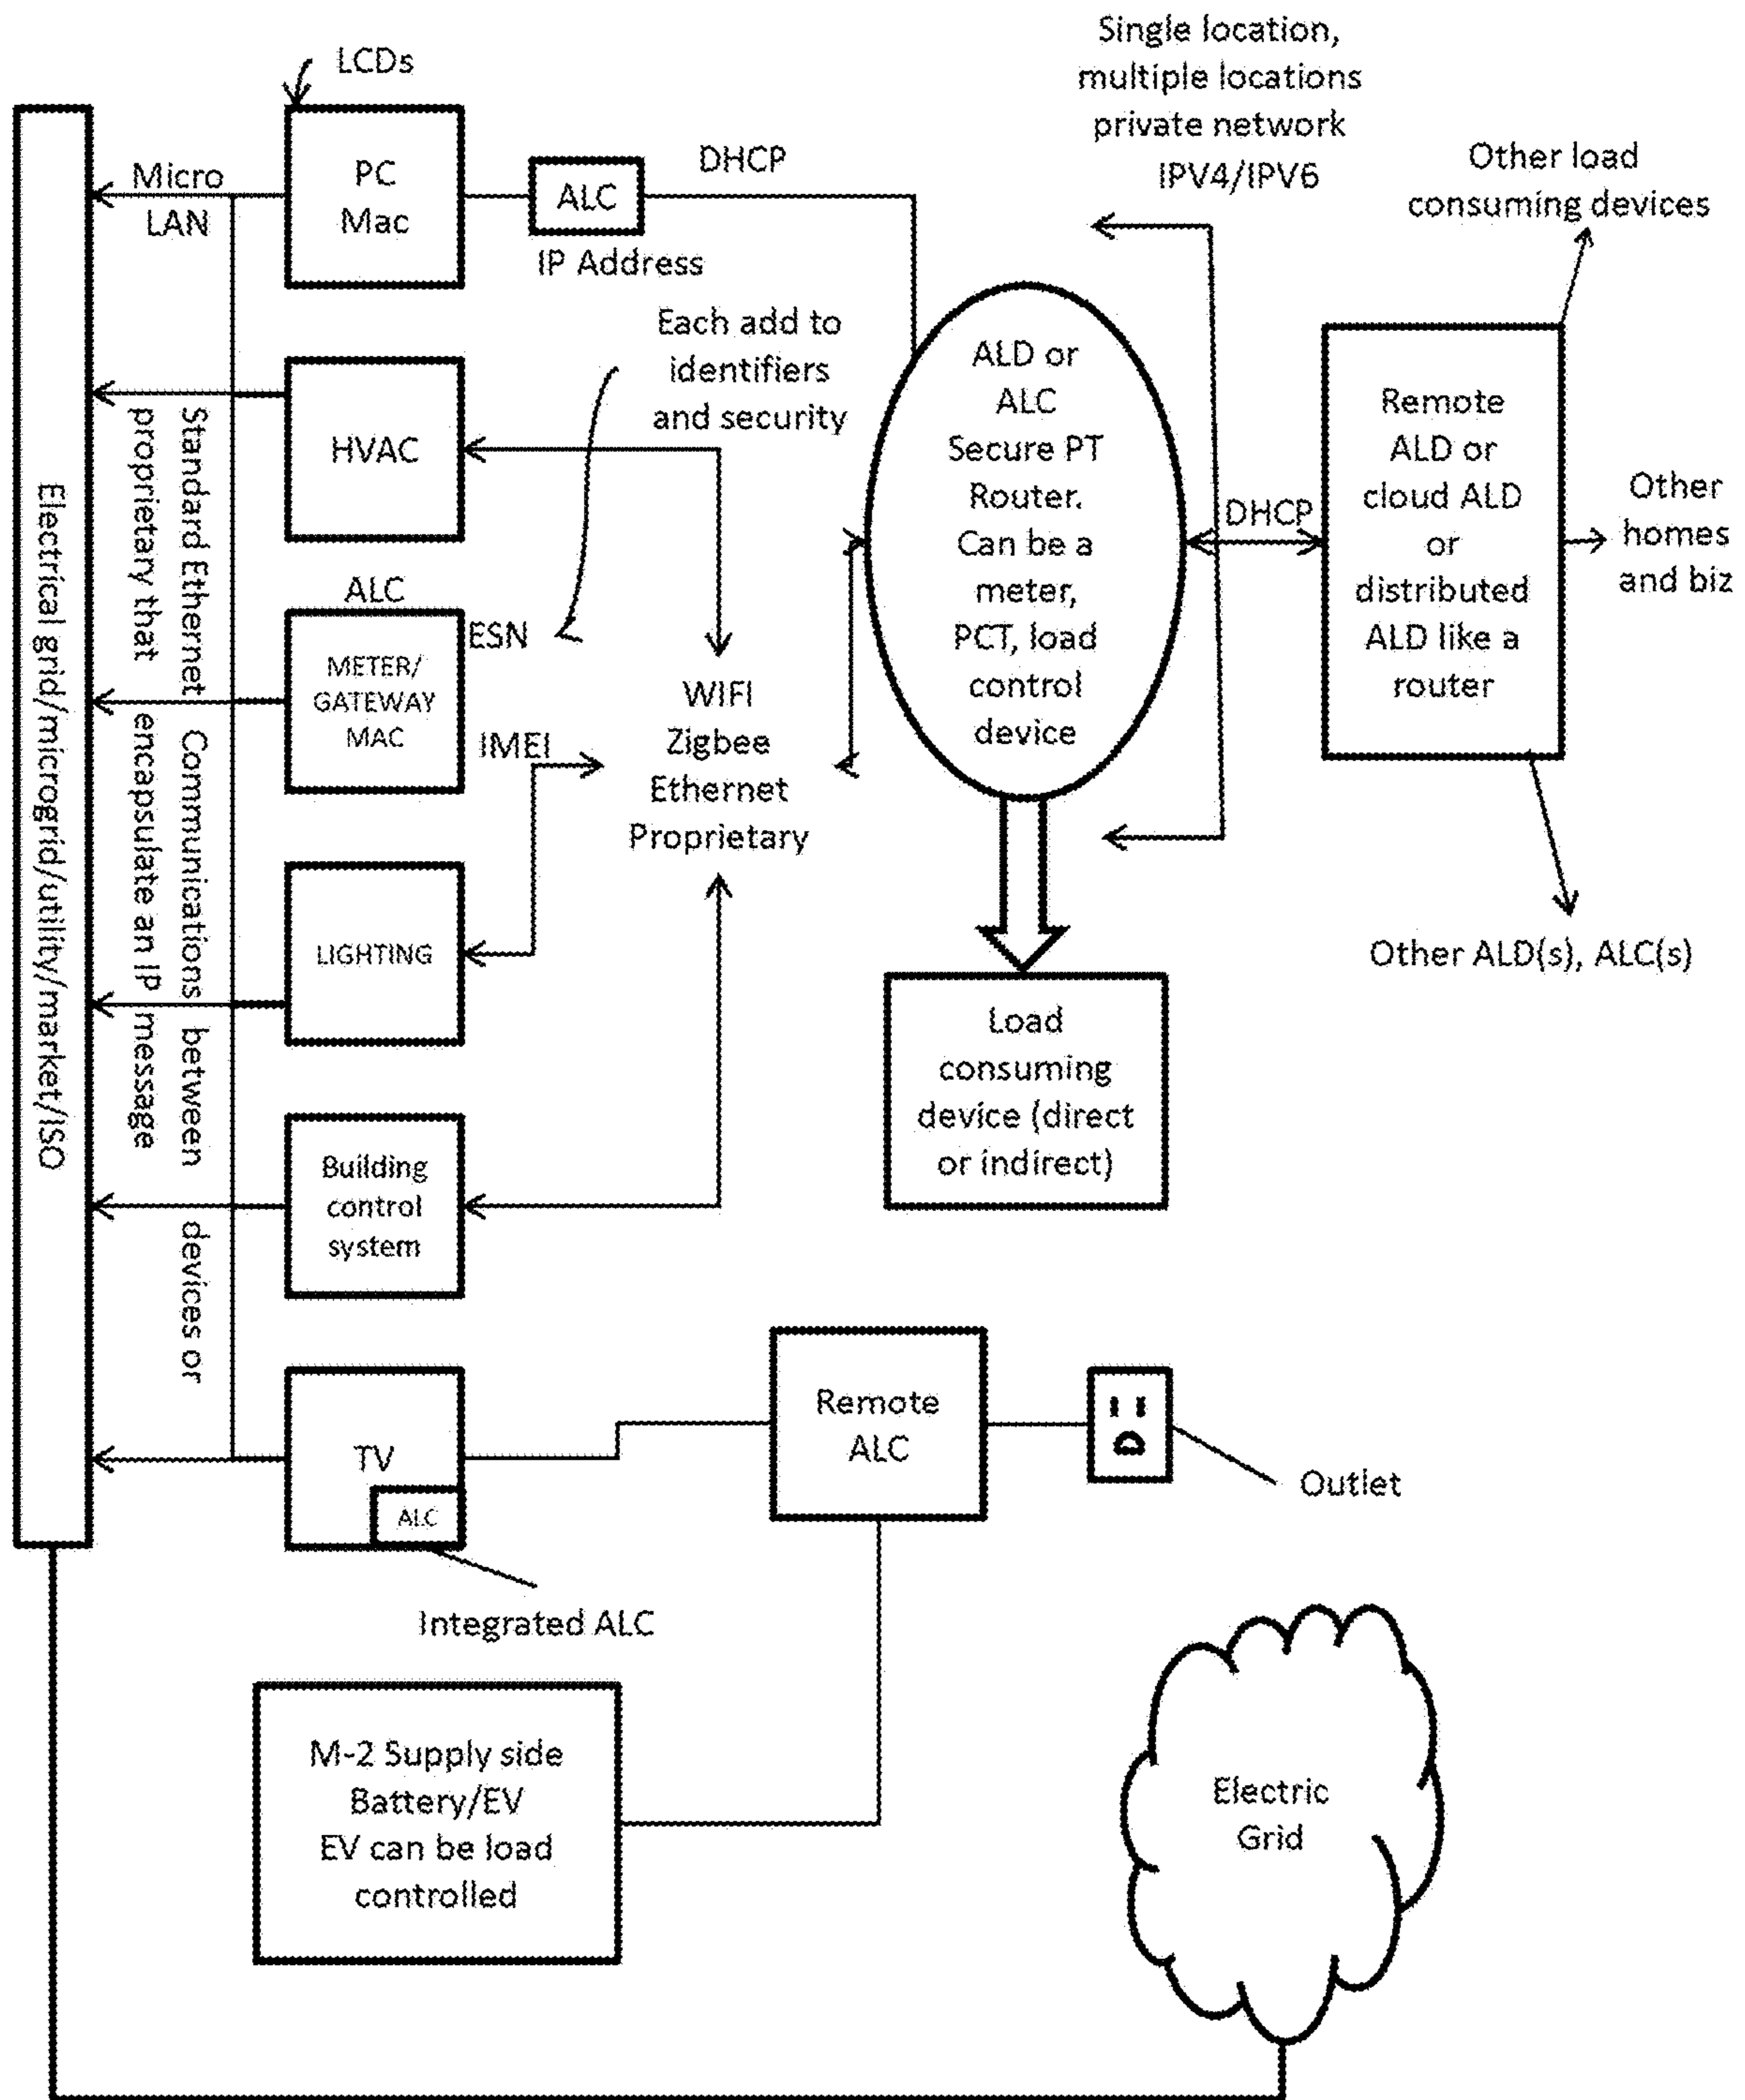 LCDs
Single location,
multiple locations
private network
IPV4/IPV6
Micro
LAN
PC
Mac
ALC
DHCP
IP Address
Other load
consuming devices
Each add to
identifiers
and security
HVAC
ALD or
ALC
Secure PT
Router.
Can be a
meter,
PCT, load
control
device
DHCP
Remote
ALD or
cloud ALD
or
distributed
ALD like a
router
Other
homes
and biz
Electrical grid/microgrid/utility/market/ISO
Standard Ethernet Communications between devices or
proprietary that encapsulate an IP message
ALC
METER/
GATEWAY
MAC
ESN
IMEI
WIFI
Zigbee
Ethernet
Proprietary
LIGHTING
Other ALD(s), ALC(s)
Load
consuming
device (direct
or indirect)
Building
control
system
TV
ALC
Remote
ALC
Outlet
Integrated ALC
M-2 Supply side
Battery/EV
EV can be load
controlled
Electric
Grid